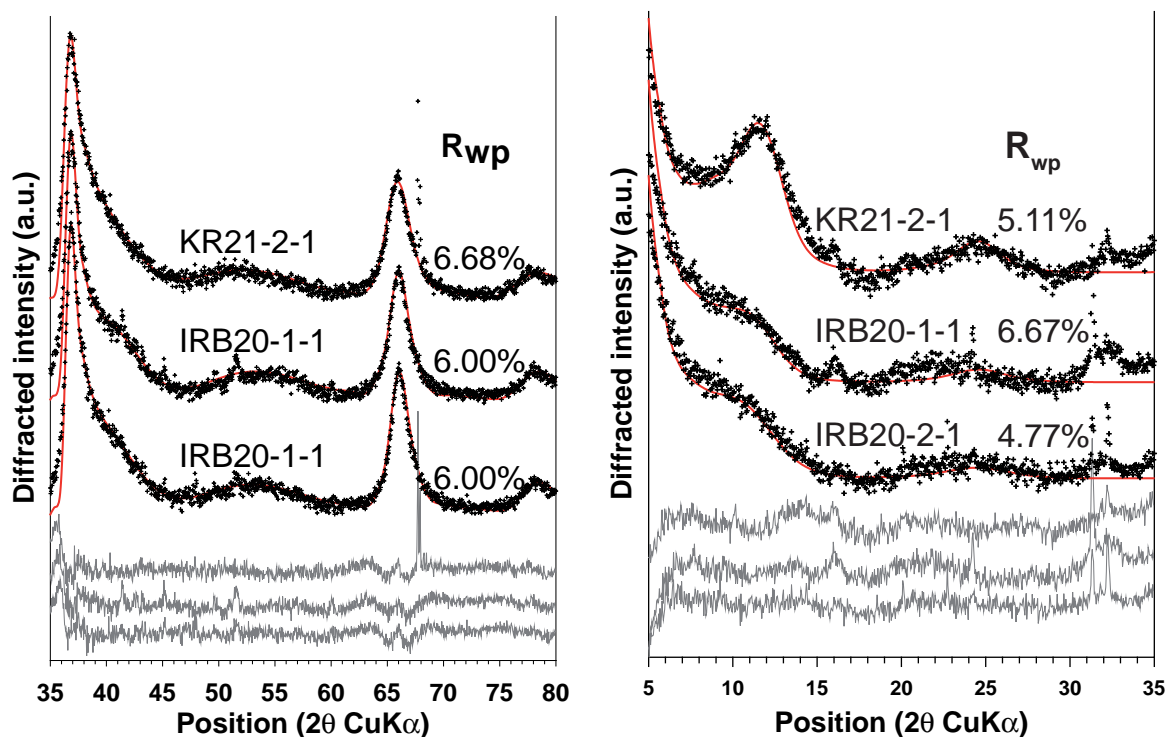 Diffracted intensity (a.u.)
Rwp
KR21-2-1
6.68%
IRB20-1-1
6.00%
IRB20-1-1
6.00%
35 40 45 50 55 60 65 70 75 80
Position (2θ CuKα)
Diffracted intensity (a.u.)
Rwp
KR21-2-1 5.11%
IRB20-1-1 6.67%
IRB20-2-1 4.77%
5 10 15 20 25 30 35
Position (2θ CuKα)